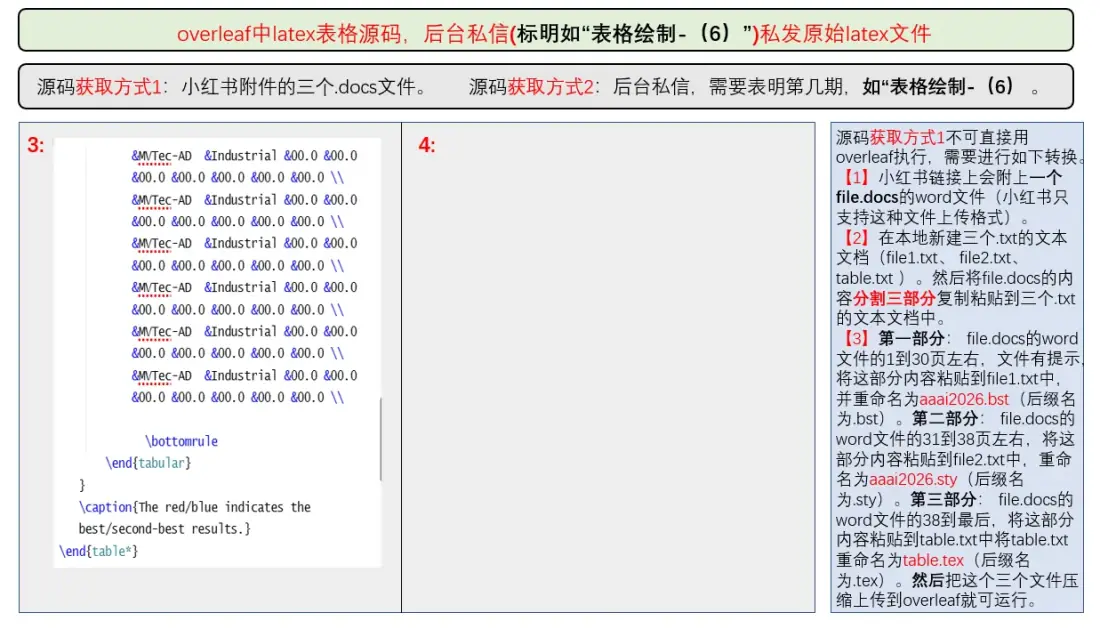 overleaf中latex表格源码，后台私信(标明如“表格绘制-（6）”)私发原始latex文件
源码获取方式1：小红书附件的三个.docs文件。 源码获取方式2：后台私信，需要表明第几期，如“表格绘制-（6） 。
3:
&MVTec-AD &Industrial &00.0 &00.0
&00.0 &00.0 &00.0 &00.0 &00.0 \\
&MVTec-AD &Industrial &00.0 &00.0
&00.0 &00.0 &00.0 &00.0 &00.0 \\
&MVTec-AD &Industrial &00.0 &00.0
&00.0 &00.0 &00.0 &00.0 &00.0 \\
&MVTec-AD &Industrial &00.0 &00.0
&00.0 &00.0 &00.0 &00.0 &00.0 \\
&MVTec-AD &Industrial &00.0 &00.0
&00.0 &00.0 &00.0 &00.0 &00.0 \\
&MVTec-AD &Industrial &00.0 &00.0
&00.0 &00.0 &00.0 &00.0 &00.0 \\
\bottomrule
\end{tabular}
}
\caption{The red/blue indicates the
best/second-best results.}
\end{table*}
4:
源码获取方式1不可直接用
overleaf执行，需要进行如下转换。
【1】小红书链接上会附上一个
file.docs的word文件（小红书只
支持这种文件上传格式）。
【2】在本地新建三个.txt的文本
文档（file1.txt、 file2.txt、
table.txt ）。然后将file.docs的内
容分割三部分复制粘贴到三个.txt
的文本文档中。
【3】第一部分： file.docs的word
文件的1到30页左右，文件有提示,
将这部分内容粘贴到file1.txt中，
并重命名为aaai2026.bst（后缀名
为.bst）。第二部分： file.docs的
word文件的31到38页左右，将这
部分内容粘贴到file2.txt中，重命
名为aaai2026.sty（后缀名
为.sty）。第三部分： file.docs的
word文件的38到最后，将这部分
内容粘贴到table.txt中将table.txt
重命名为table.tex（后缀名
为.tex）。然后把这个三个文件压
缩上传到overleaf就可运行。